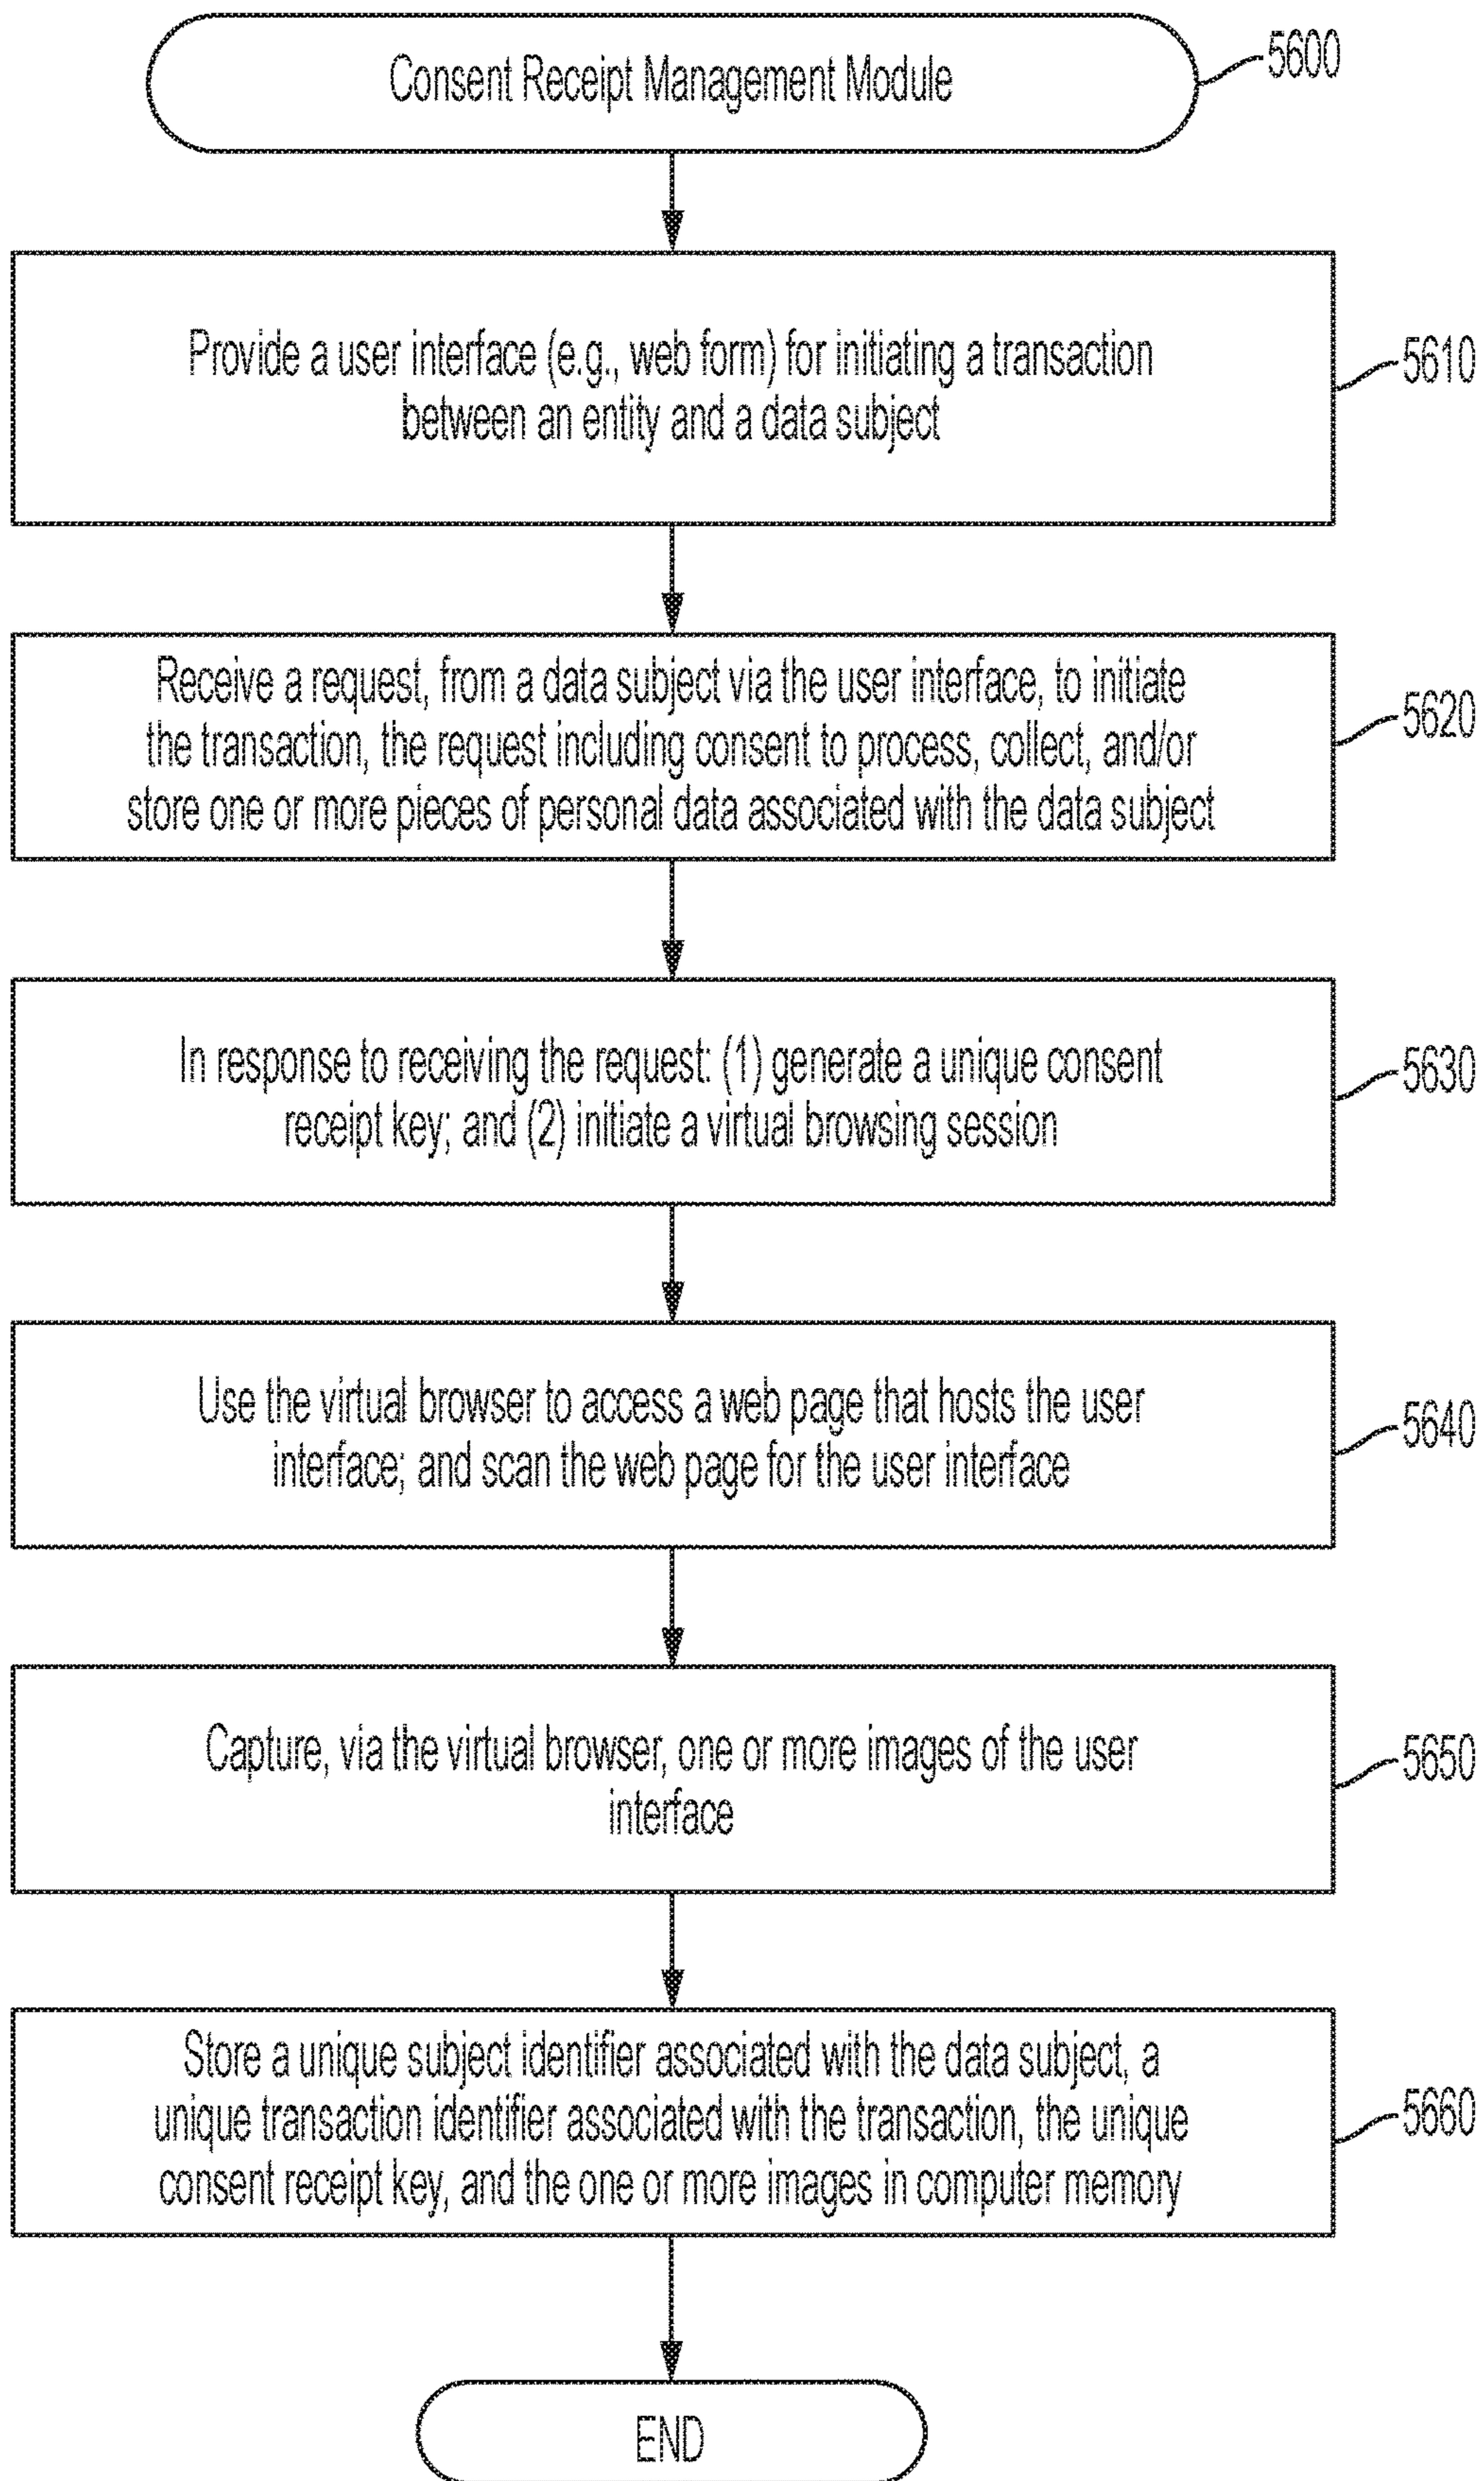 Consent Receipt Management Module
5600
Provide a user interface (e.g., web form) for initiating a transaction
between an entity and a data subject
5610
Receive a request, from a data subject via the user interface, to initiate
the transaction, the request including consent to process, collect, and/or
store one or more pieces of personal data associated with the data subject
5620
In response to receiving the request: (1) generate a unique consent
receipt key; and (2) initiate a virtual browsing session
5630
Use the virtual browser to access a web page that hosts the user
interface; and scan the web page for the user interface
5640
Capture, via the virtual browser, one or more images of the user
interface
5650
Store a unique subject identifier associated with the data subject, a
unique transaction identifier associated with the transaction, the unique
consent receipt key, and the one or more images in computer memory
5660
END